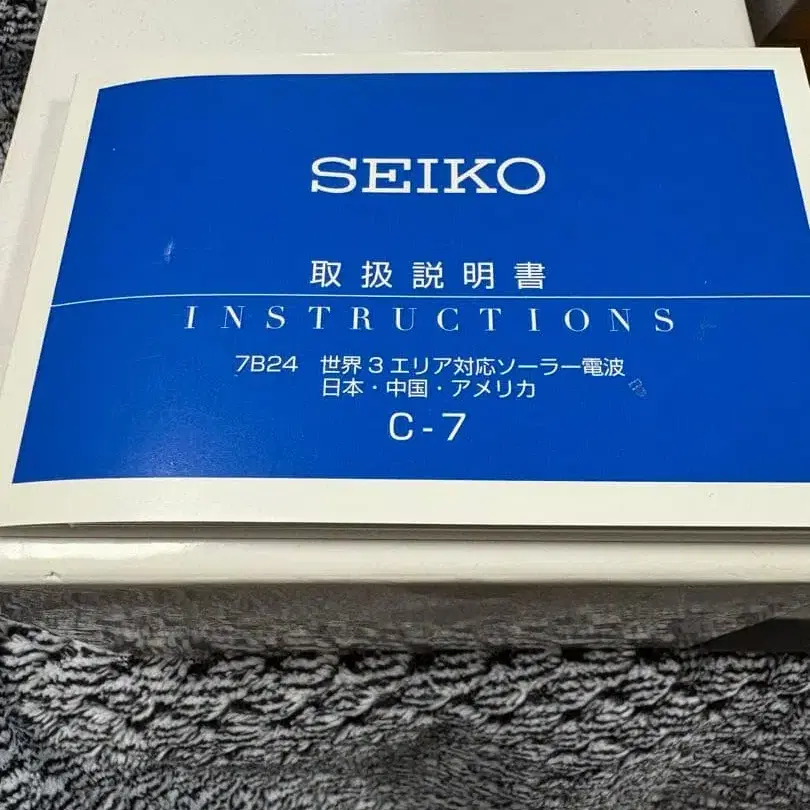 SEIKO
取扱説明書
INSTRUCTIONS
7B24 世界3エリア対応ソーラー電波
日本・中国・アメリカ
C-7